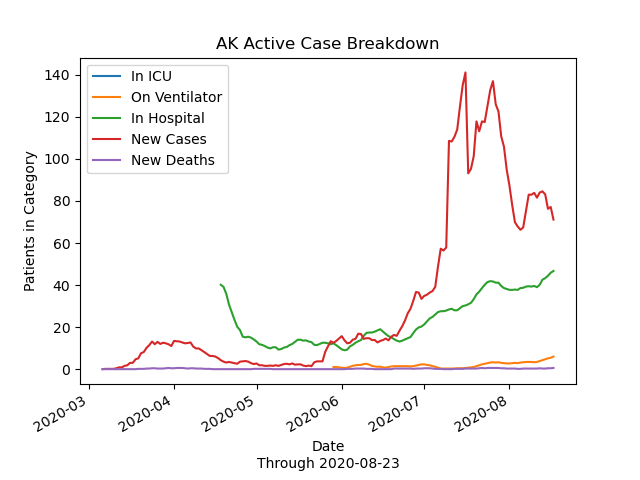 AK Active Case Breakdown
In ICU
On Ventilator
In Hospital
New Cases
New Deaths
Patients in Category
140
120
100
80
60
40
20
0
2020-03
2020-04
2020-05
2020-06
2020-07
2020-08
Date
Through 2020-08-23